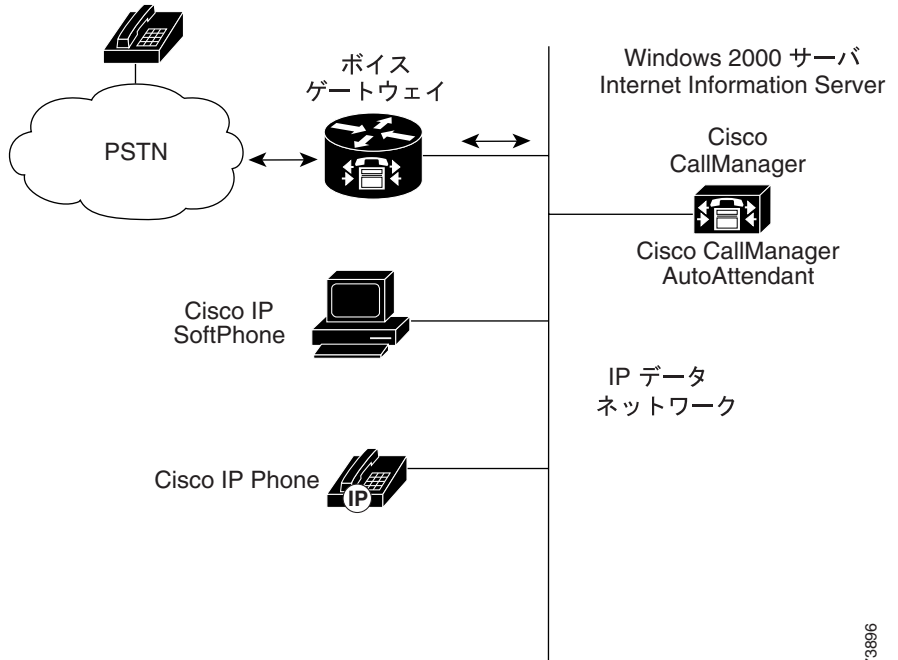 ボイス
ゲートウェイ
Windows 2000 サーバ
Internet Information Server
PSTN
Cisco
CallManager
Cisco CallManager
AutoAttendant
Cisco IP
SoftPhone
IP データ
ネットワーク
Cisco IP Phone
IP